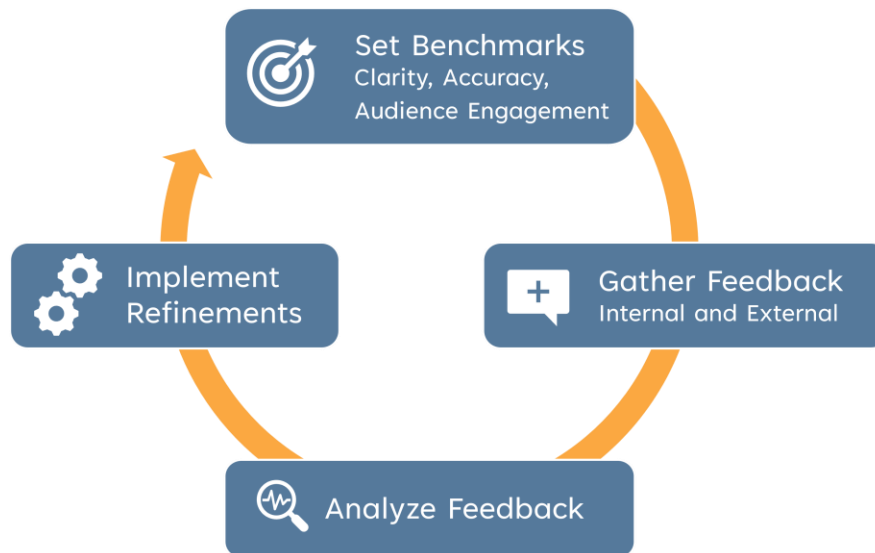 Set Benchmarks
Clarity, Accuracy,
Audience Engagement
Gather Feedback
Internal and External
Analyze Feedback
Implement
Refinements